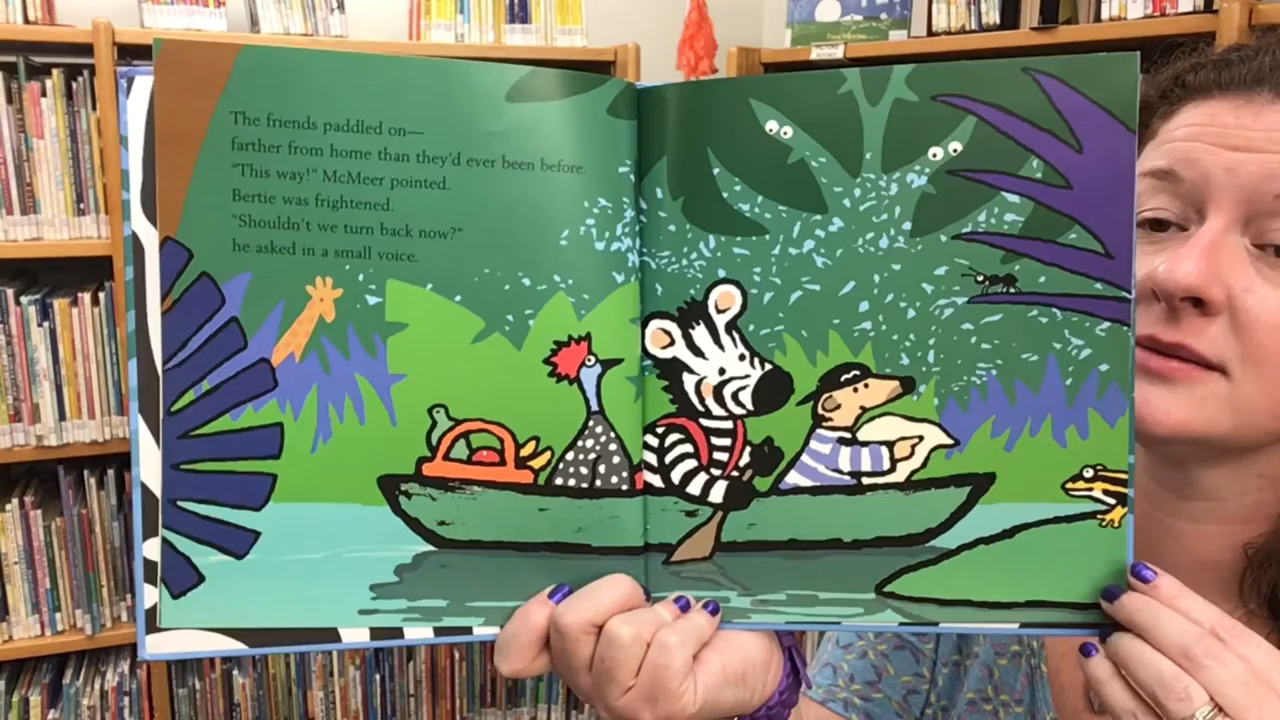 The friends paddled on—
farther from home than they'd ever been before.
"This way!" McMeer pointed.
Bertie was frightened.
"Shouldn't we turn back now?"
he asked in a small voice.